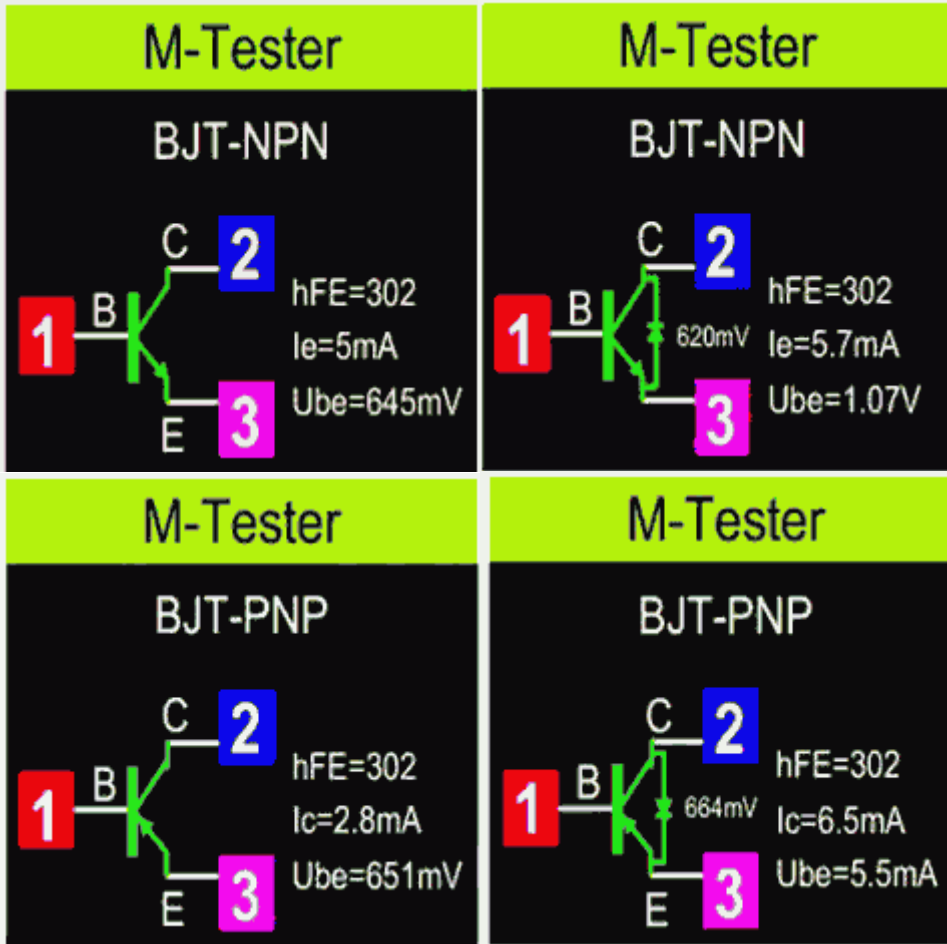 M-Tester
BJT-NPN
C 2
1 B
hFE=302
Ie=5mA
Ube=645mV
E 3
M-Tester
BJT-NPN
C 2
1 B
620mV
hFE=302
Ie=5.7mA
Ube=1.07V
3
M-Tester
BJT-PNP
C 2
1 B
hFE=302
Ic=2.8mA
Ube=651mV
E 3
M-Tester
BJT-PNP
C 2
1 B
664mV
hFE=302
Ic=6.5mA
Ube=5.5mA
E 3